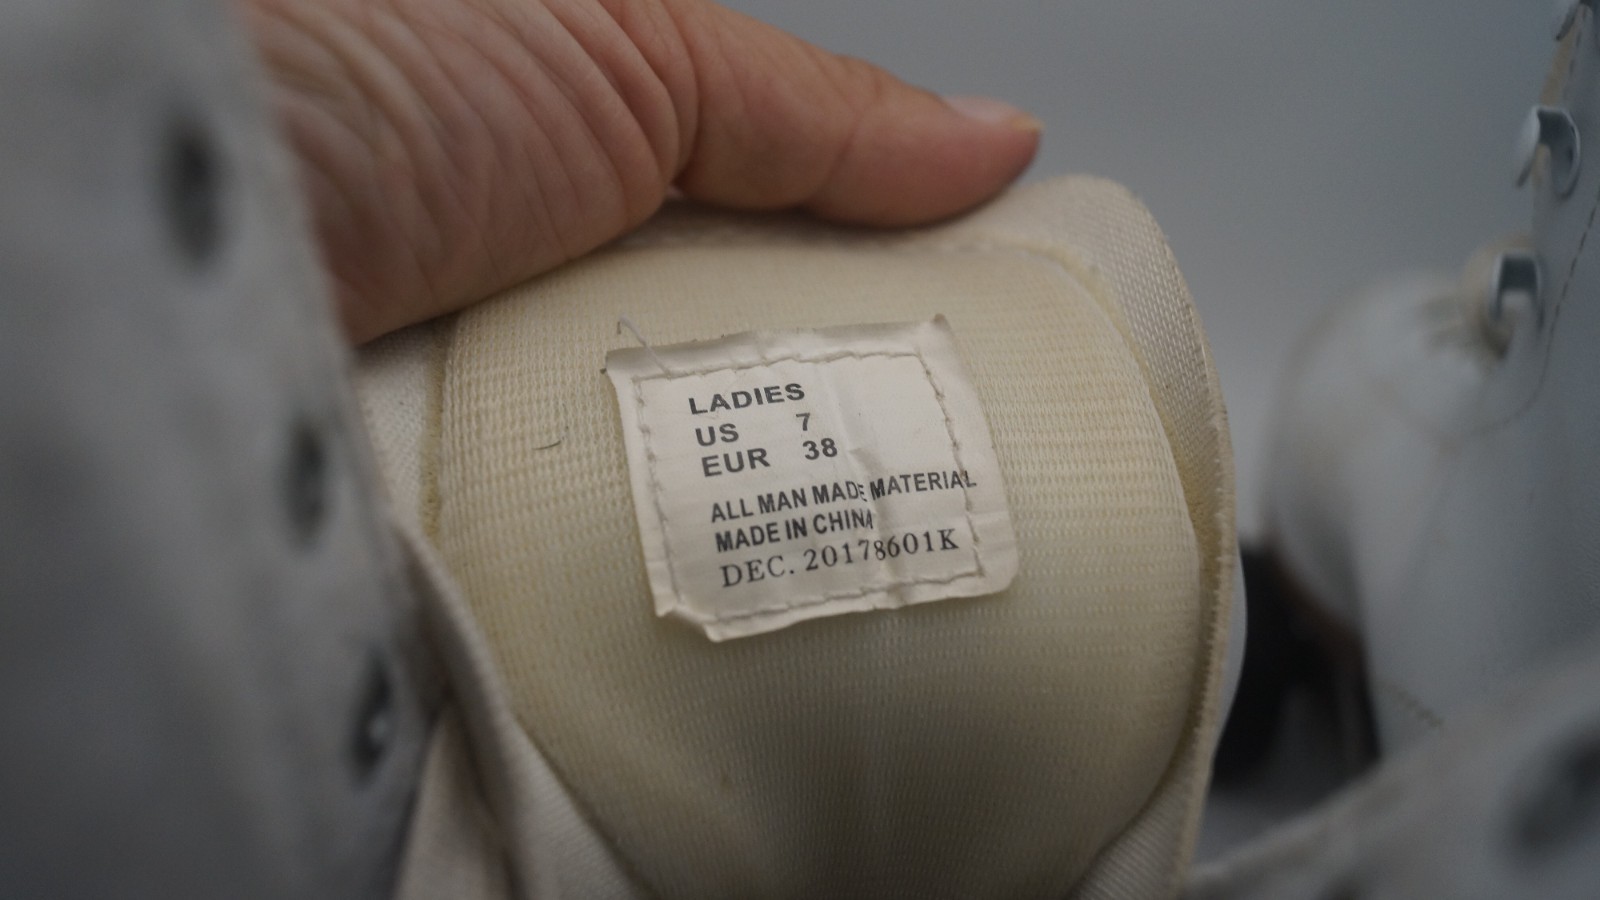 LADIES
US 7
EUR 38
ALL MAN MADE MATERIAL
MADE IN CHINA
DEC. 20178601K